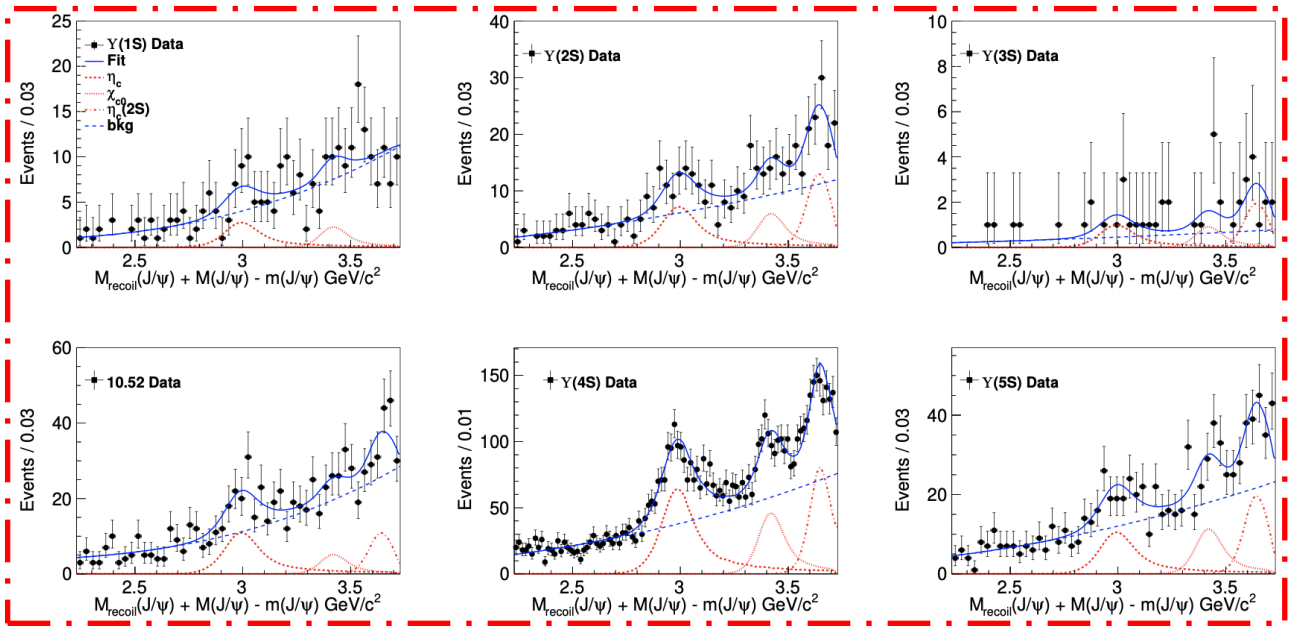 25
20
15
10
5
0
Events / 0.03
ϒ(1S) Data
Fit
η_c
χ_c0
η_c(2S)
bkg
2.5 3 3.5
M_recoil(J/ψ) + M(J/ψ) - m(J/ψ) GeV/c²
40
30
20
10
0
Events / 0.03
ϒ(2S) Data
2.5 3 3.5
M_recoil(J/ψ) + M(J/ψ) - m(J/ψ) GeV/c²
10
8
6
4
2
0
Events / 0.03
ϒ(3S) Data
2.5 3 3.5
M_recoil(J/ψ) + M(J/ψ) - m(J/ψ) GeV/c²
60
40
20
0
Events / 0.03
10.52 Data
2.5 3 3.5
M_recoil(J/ψ) + M(J/ψ) - m(J/ψ) GeV/c²
150
100
50
0
Events / 0.01
ϒ(4S) Data
2.5 3 3.5
M_recoil(J/ψ) + M(J/ψ) - m(J/ψ) GeV/c²
40
20
0
Events / 0.03
ϒ(5S) Data
2.5 3 3.5
M_recoil(J/ψ) + M(J/ψ) - m(J/ψ) GeV/c²